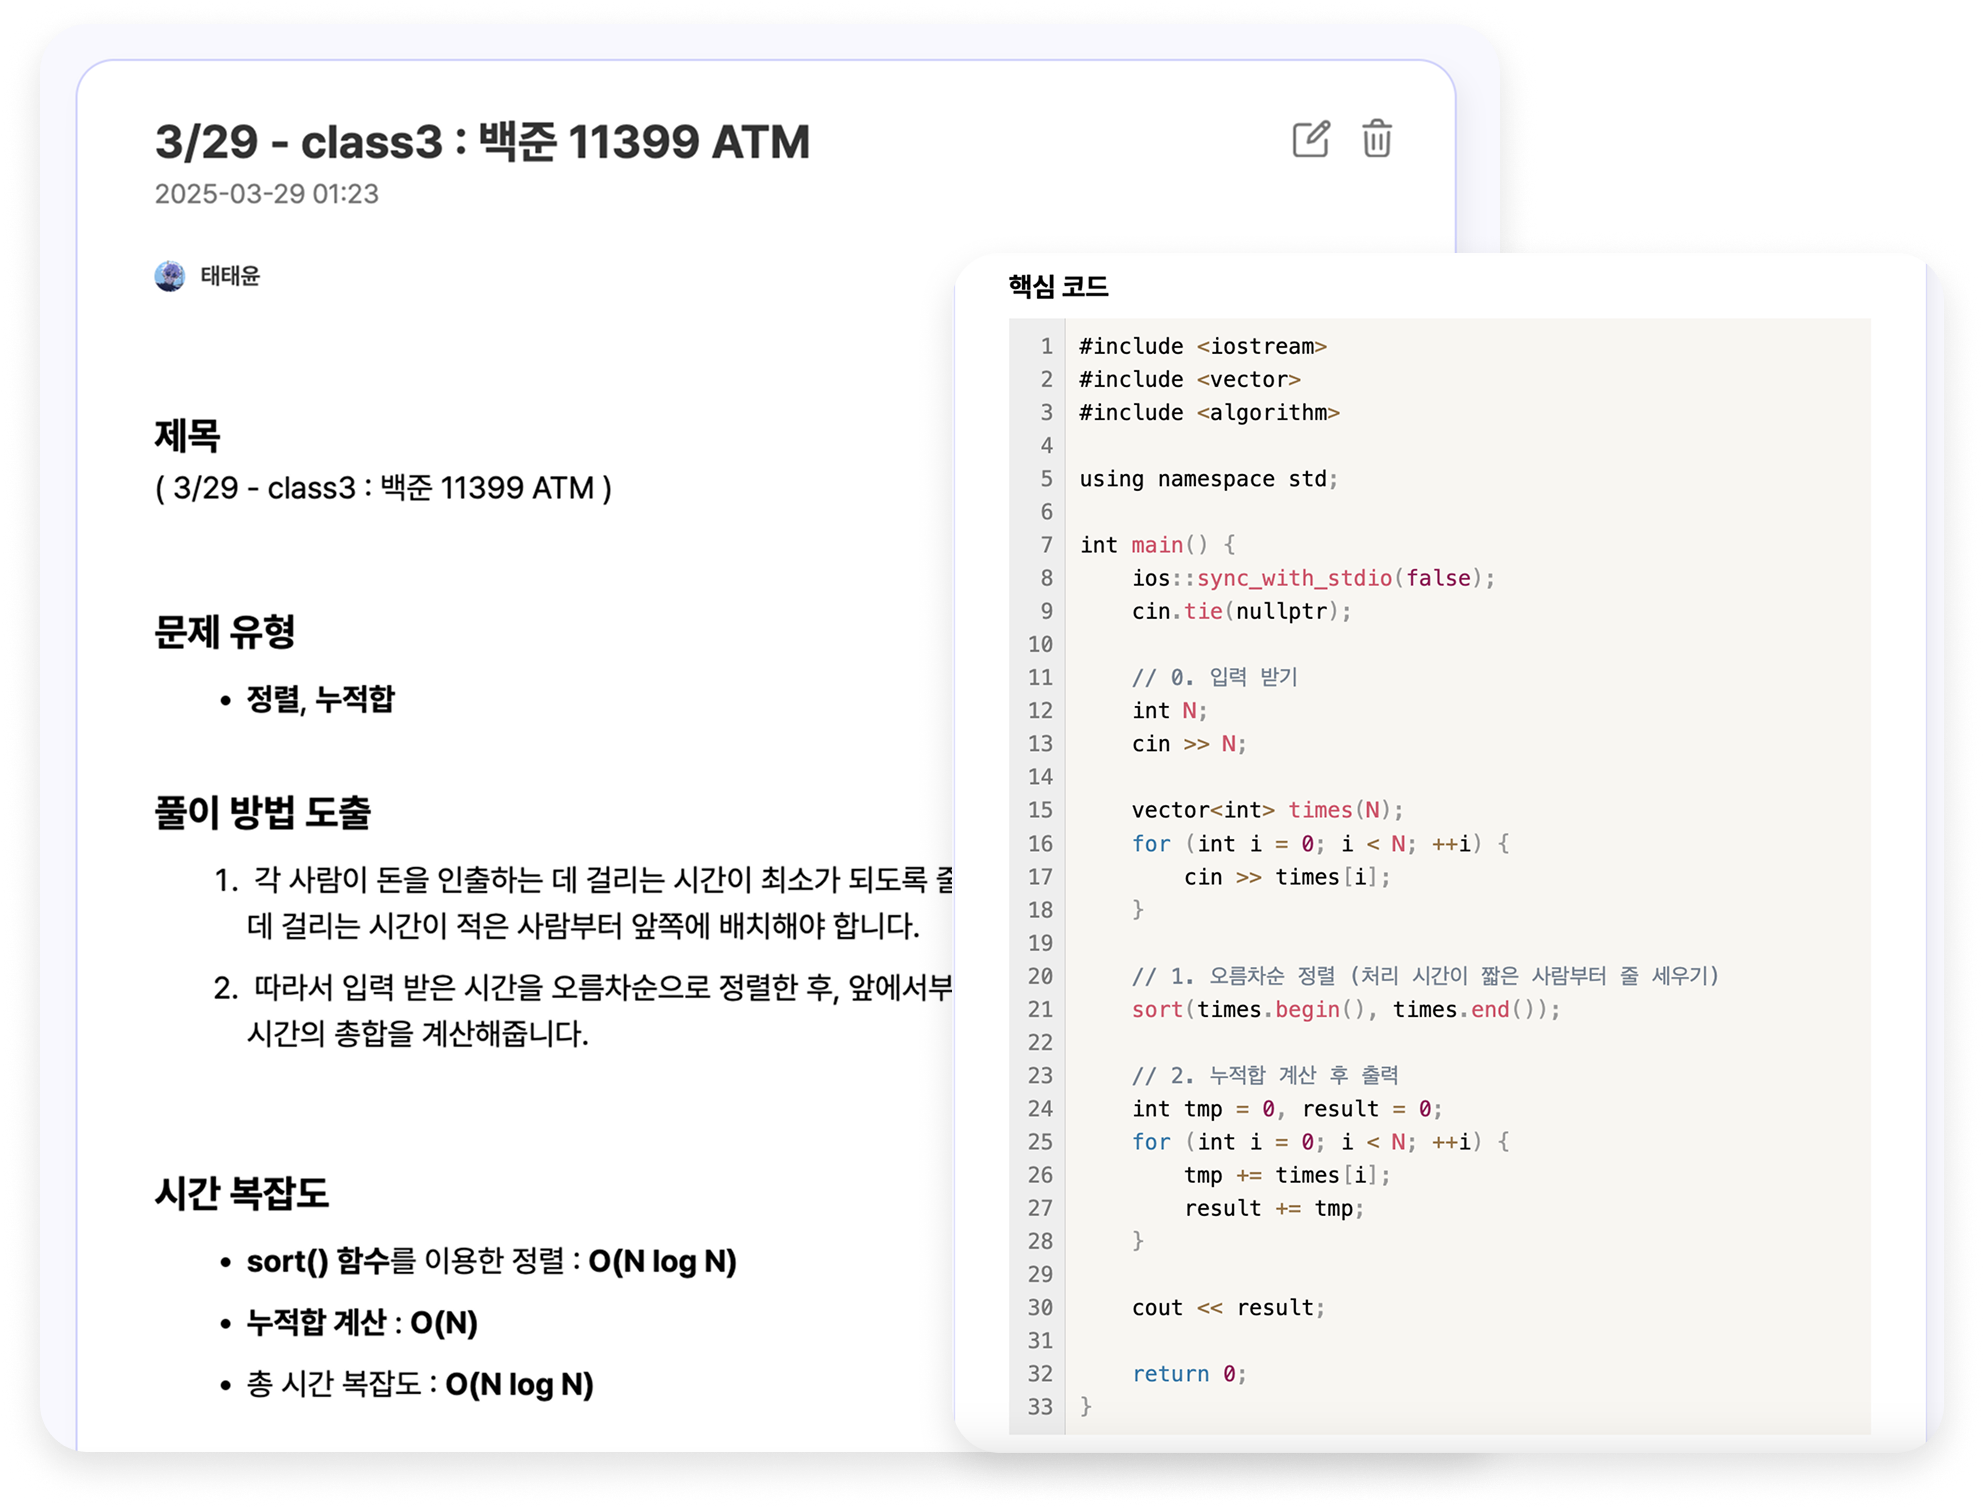 3/29 - class3 : 백준 11399 ATM
2025-03-29 01:23
태태윤
제목
( 3/29 - class3 : 백준 11399 ATM )
문제 유형
• 정렬, 누적합
풀이 방법 도출
1. 각 사람이 돈을 인출하는 데 걸리는 시간이 최소가 되도록
데 걸리는 시간이 적은 사람부터 앞쪽에 배치해야 합니다.
2. 따라서 입력 받은 시간을 오름차순으로 정렬한 후, 앞에서부
시간의 총합을 계산해줍니다.
시간 복잡도
• sort() 함수를 이용한 정렬 : O(N log N)
• 누적합 계산 : O(N)
• 총 시간 복잡도 : O(N log N)
핵심 코드
1 #include <iostream>
2 #include <vector>
3 #include <algorithm>
4
5 using namespace std;
6
7 int main() {
8     ios::sync_with_stdio(false);
9     cin.tie(nullptr);
10
11     // 0. 입력 받기
12     int N;
13     cin >> N;
14
15     vector<int> times(N);
16     for (int i = 0; i < N; ++i) {
17         cin >> times[i];
18     }
19
20     // 1. 오름차순 정렬 (처리 시간이 짧은 사람부터 줄 세우기)
21     sort(times.begin(), times.end());
22
23     // 2. 누적합 계산 후 출력
24     int tmp = 0, result = 0;
25     for (int i = 0; i < N; ++i) {
26         tmp += times[i];
27         result += tmp;
28     }
29
30     cout << result;
31
32     return 0;
33 }